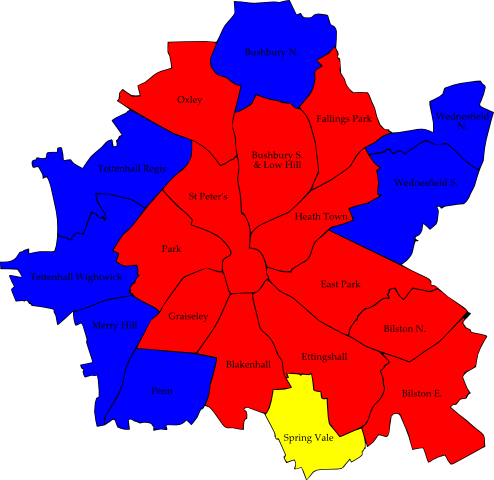 Bushbury N.
Oxley
Fallings Park
Wednesfield
N.
Bushbury S.
& Low Hill
Tettenhall Regis
Wednesfield S.
St Peter's
Heath Town
Park
Tettenhall Wightwick
East Park
Graiseley
Merry Hill
Bilston N.
Ettingshall
Blakenhall
Penn
Bilston E.
Spring Vale